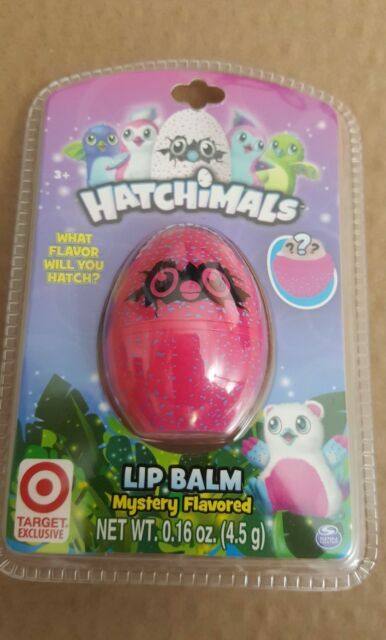 3+
HATCHiMALS
WHAT
FLAVOR
WILL YOU
HATCH?
???
LIP BALM
Mystery Flavored
NET WT. 0.16 oz. (4.5 g)
TARGET
EXCLUSIVE